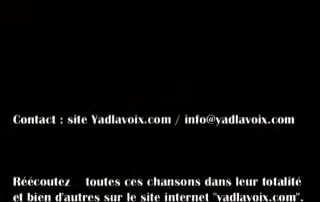 Contact : site Yadlavoix.com / info@yadlavoix.com
Réécoutez toutes ces chansons dans leur totalité
et bien d'autres sur le site internet "yadlavoix.com".